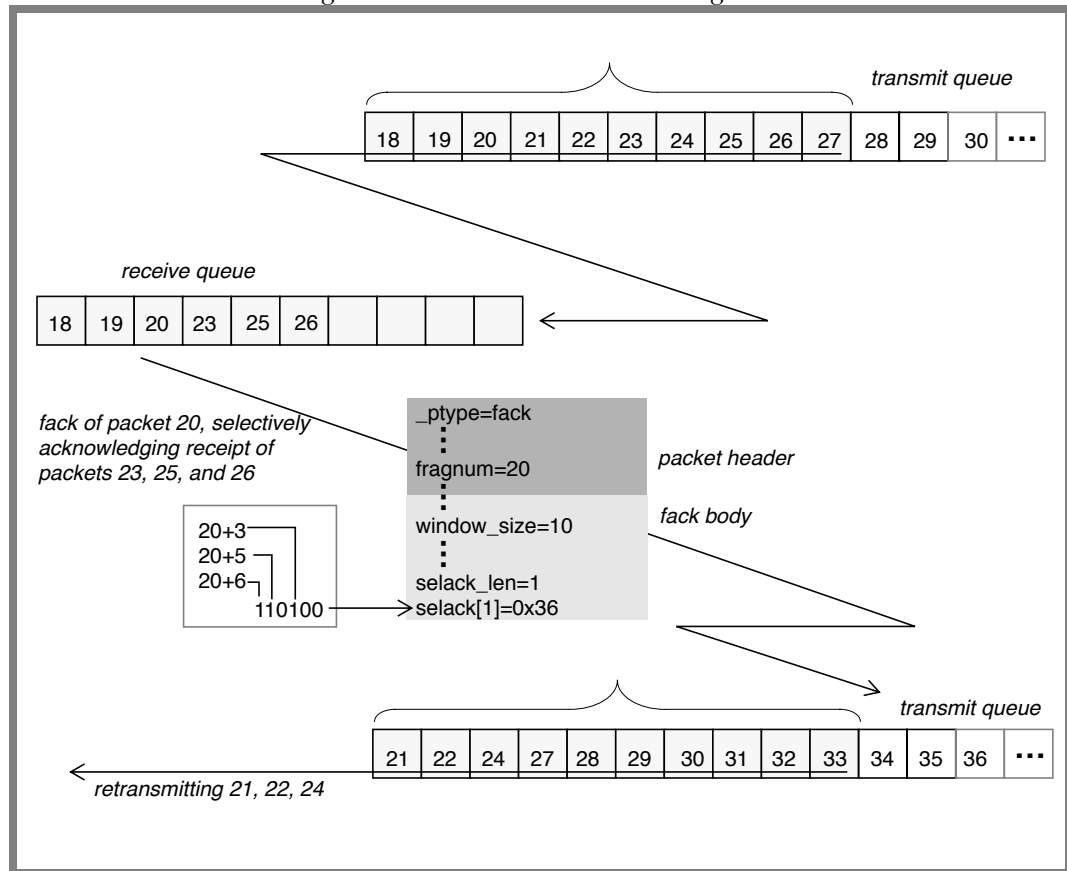 transmit queue
18 19 20 21 22 23 24 25 26 27 28 29 30 ...
receive queue
18 19 20 23 25 26
fack of packet 20, selectively
acknowledging receipt of
packets 23, 25, and 26
_ptype=fack
fragnum=20
packet header
window_size=10
fack body
selack_len=1
selack[1]=0x36
20+3
20+5
20+6
110100
transmit queue
21 22 24 27 28 29 30 31 32 33 34 35 36 ...
retransmitting 21, 22, 24